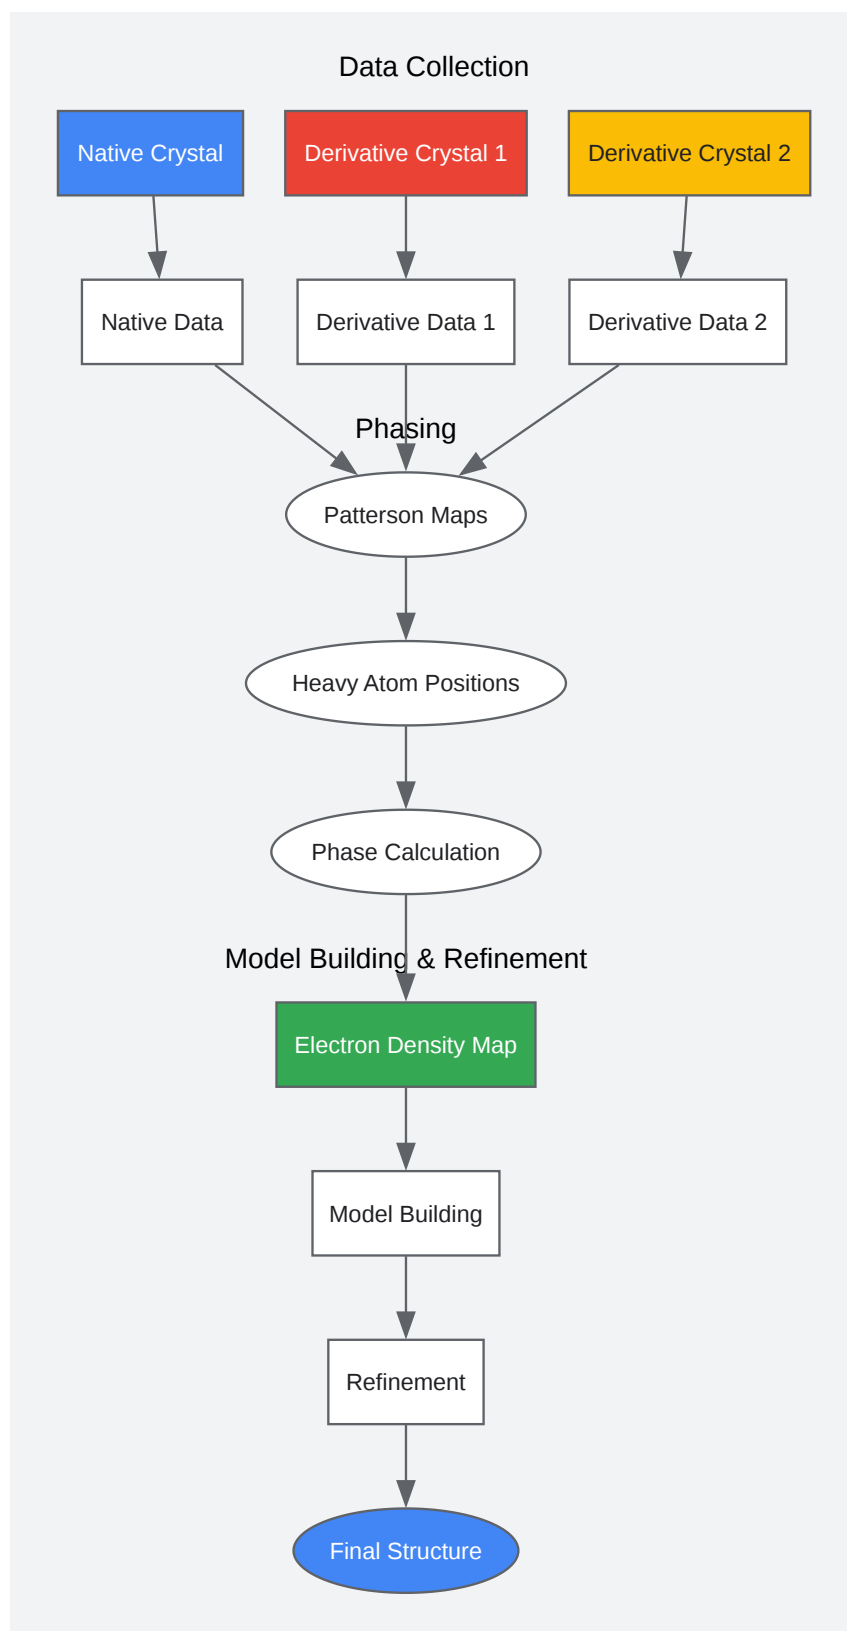 Data Collection
Native Crystal
Derivative Crystal 1
Derivative Crystal 2
Native Data
Derivative Data 1
Derivative Data 2
Phasing
Patterson Maps
Heavy Atom Positions
Phase Calculation
Model Building & Refinement
Electron Density Map
Model Building
Refinement
Final Structure